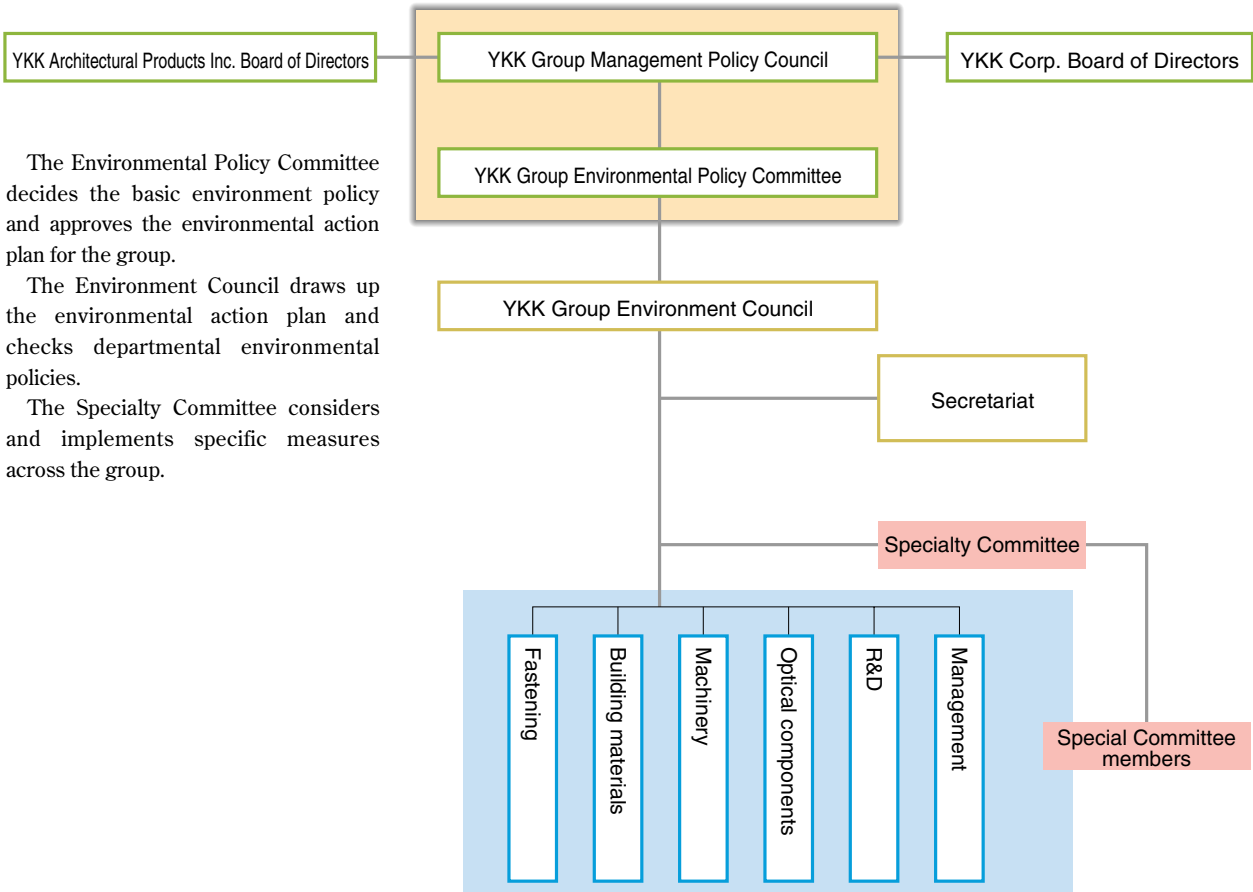 YKK Architectural Products Inc. Board of Directors
YKK Group Management Policy Council
YKK Corp. Board of Directors
YKK Group Environmental Policy Committee
The Environmental Policy Committee
decides the basic environment policy
and approves the environmental action
plan for the group.
The Environment Council draws up
the environmental action plan and
checks departmental environmental
policies.
The Specialty Committee considers
and implements specific measures
across the group.
YKK Group Environment Council
Secretariat
Specialty Committee
Fastening
Building materials
Machinery
Optical components
R&D
Management
Special Committee
members